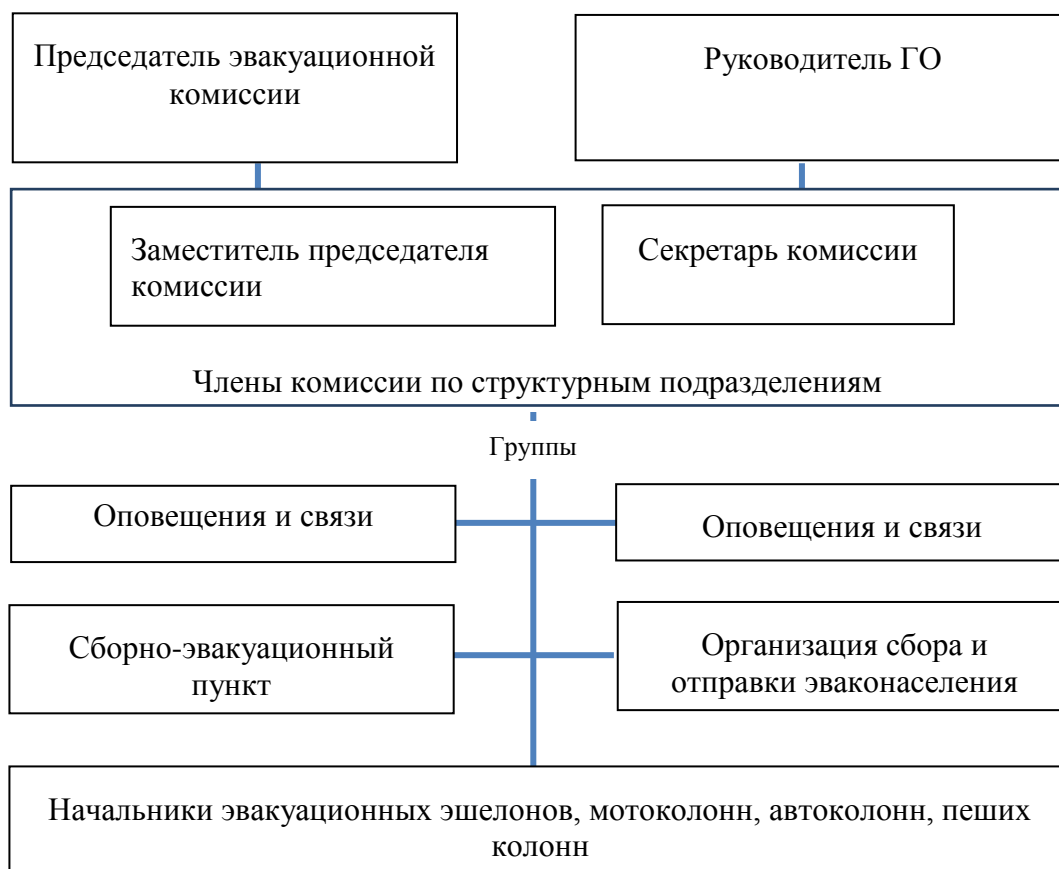 Председатель эвакуационной
комиссии
Руководитель ГО
Заместитель председателя
комиссии
Секретарь комиссии
Члены комиссии по структурным подразделениям
Группы
Оповещения и связи
Оповещения и связи
Сборно-эвакуационный
пункт
Организация сбора и
отправки эваконаселения
Начальники эвакуационных эшелонов, мотоколонн, автоколонн, пеших
колонн